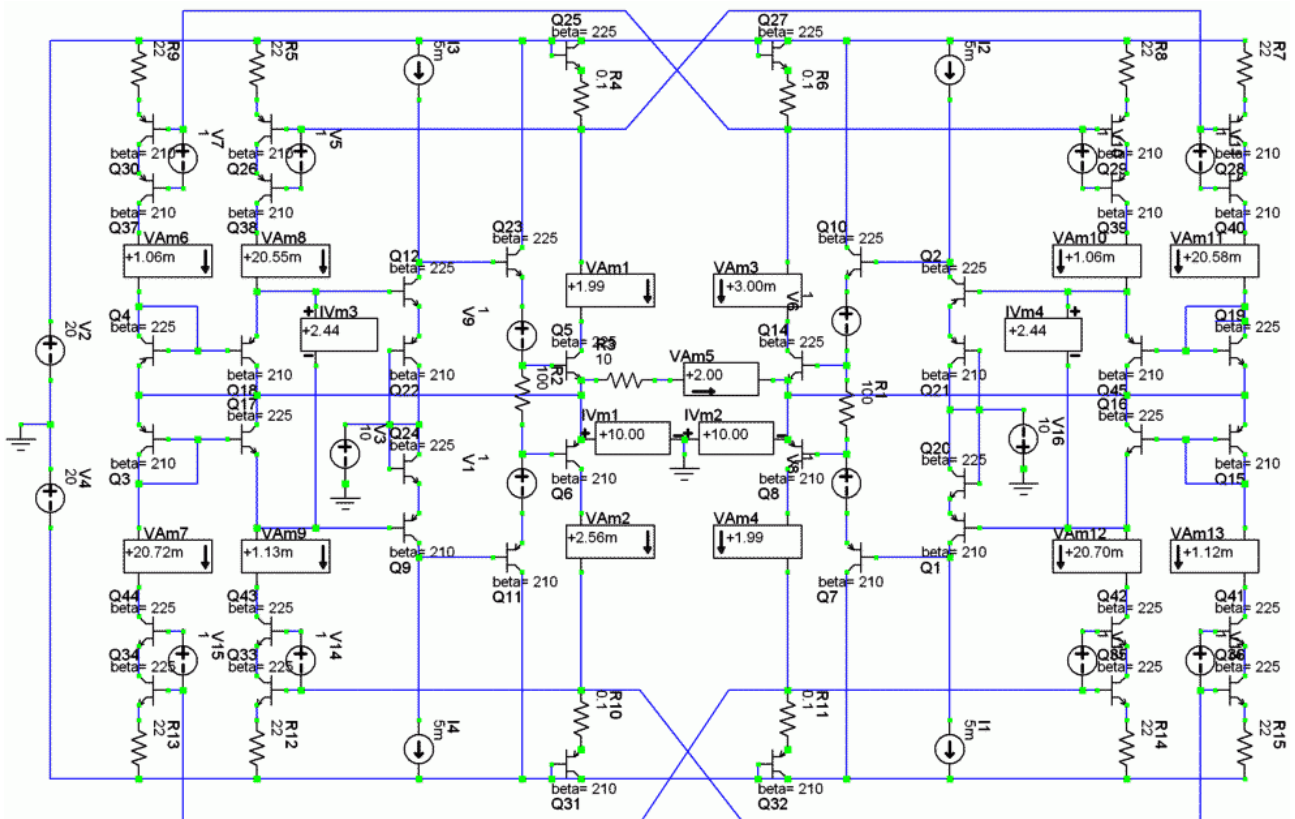 Q25
beta= 225
Q27
beta= 225
R9
22
R5
22
I3
5m
R4
0.1
R6
0.1
I2
5m
R8
22
R7
22
V7
1
V5
1
beta= 210
Q30
beta= 210
Q26
beta= 210
Q29
beta= 210
Q28
beta= 210
Q37
beta= 210
Q38
Q23
beta= 225
Q10
beta= 225
beta= 210
Q39
beta= 210
Q40
VAm6
+1.06m
VAm8
+20.55m
Q12
beta= 225
VAm1
+1.99
VAm3
+3.00m
Q2
beta= 225
VAm10
+1.06m
VAm11
+20.58m
V2
20
Q4
beta= 225
IVm3
+2.44
V9
1
Q5
beta= 225
R3
10
V6
1
Q14
beta= 225
IVm4
+2.44
Q19
beta= 225
beta= 210
Q18
beta= 210
Q22
R2
100
VAm5
+2.00
R1
100
beta= 210
Q21
beta= 210
Q45
Q17
beta= 225
IVm1
+10.00
IVm2
+10.00
Q16
beta= 225
V4
20
beta= 210
Q3
V3
10
Q24
beta= 225
V1
1
beta= 210
Q6
V8
1
beta= 210
Q8
Q20
beta= 225
V16
10
beta= 210
Q15
VAm7
+20.72m
VAm9
+1.13m
beta= 210
Q9
VAm2
+2.56m
VAm4
+1.99
beta= 210
Q1
VAm12
+20.70m
VAm13
+1.12m
beta= 210
Q11
beta= 210
Q7
Q44
beta= 225
Q43
beta= 225
Q42
beta= 225
Q41
beta= 225
V15
1
V14
1
Q34
beta= 225
Q33
beta= 225
Q35
beta= 225
Q36
beta= 225
R13
22
R12
22
I4
5m
R10
0.1
R11
0.1
I1
5m
R14
22
R15
22
beta= 210
Q31
beta= 210
Q32